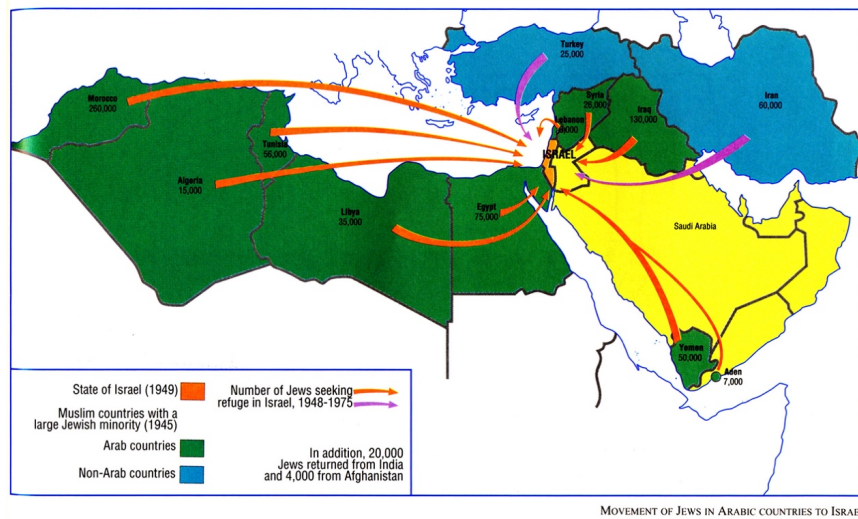 Turkey
25,000
Iran
60,000
Morocco
260,000
Syria
26,000
Iraq
130,000
Lebanon
Tunisia
56,000
ISRAEL
Algeria
15,000
Libya
35,000
Egypt
75,000
Saudi Arabia
Yemen
50,000
Aden
7,000
State of Israel (1949)
Muslim countries with a
large Jewish minority (1945)
Arab countries
Non-Arab countries
Number of Jews seeking
refuge in Israel, 1948-1975
In addition, 20,000
Jews returned from India
and 4,000 from Afghanistan
MOVEMENT OF JEWS IN ARABIC COUNTRIES TO ISRAE